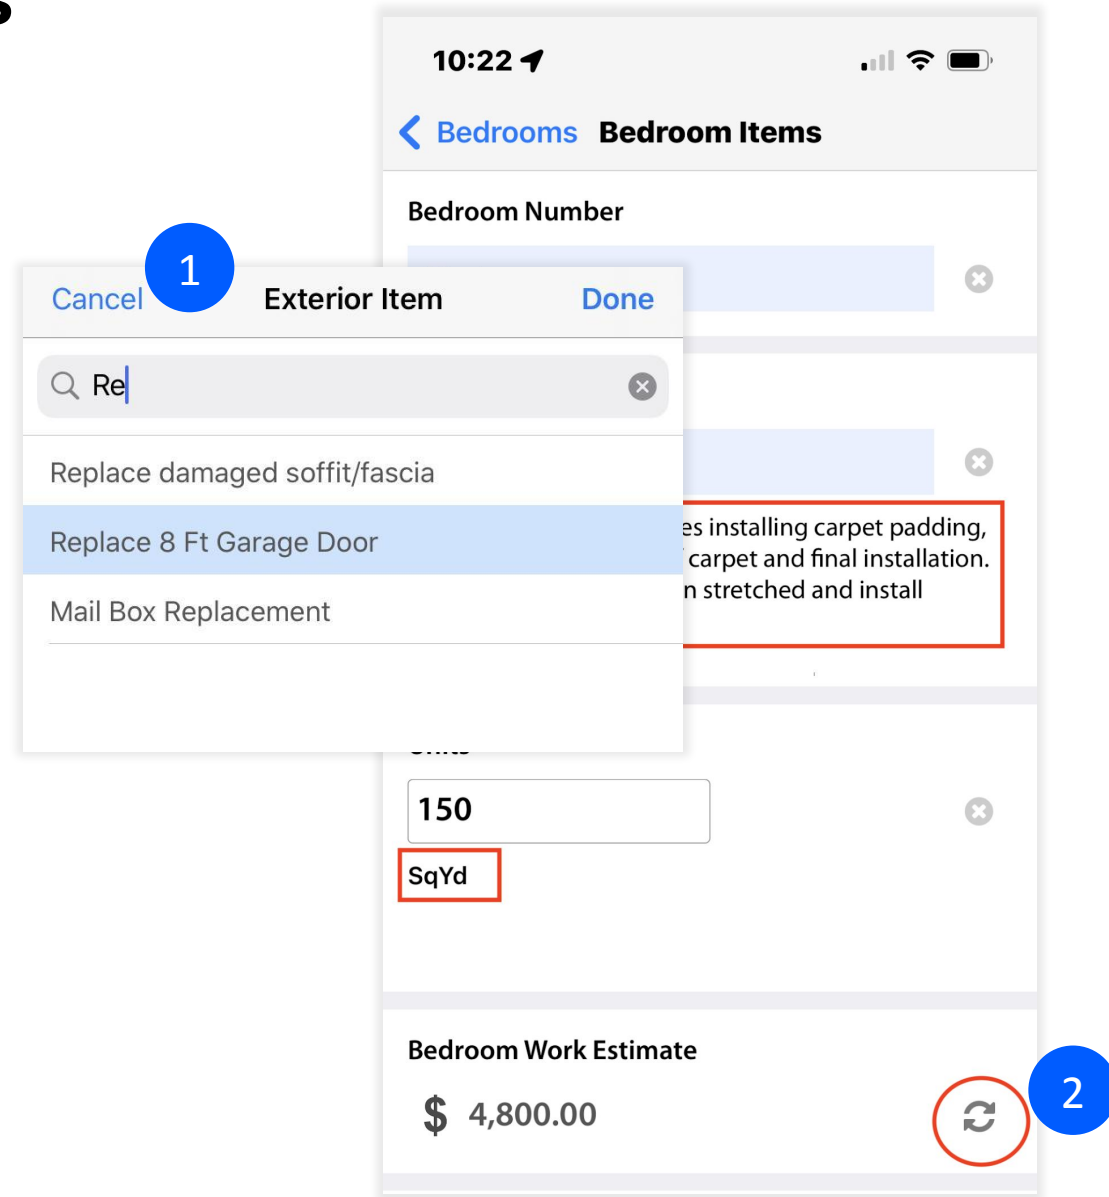 10:22
Bedrooms Bedroom Items
Bedroom Number
1
Cancel Exterior Item Done
Re
Replace damaged soffit/fascia
Replace 8 Ft Garage Door
Mail Box Replacement
installing carpet padding,
carpet and final installation.
stretched and install
150
SqYd
Bedroom Work Estimate
$ 4,800.00
2